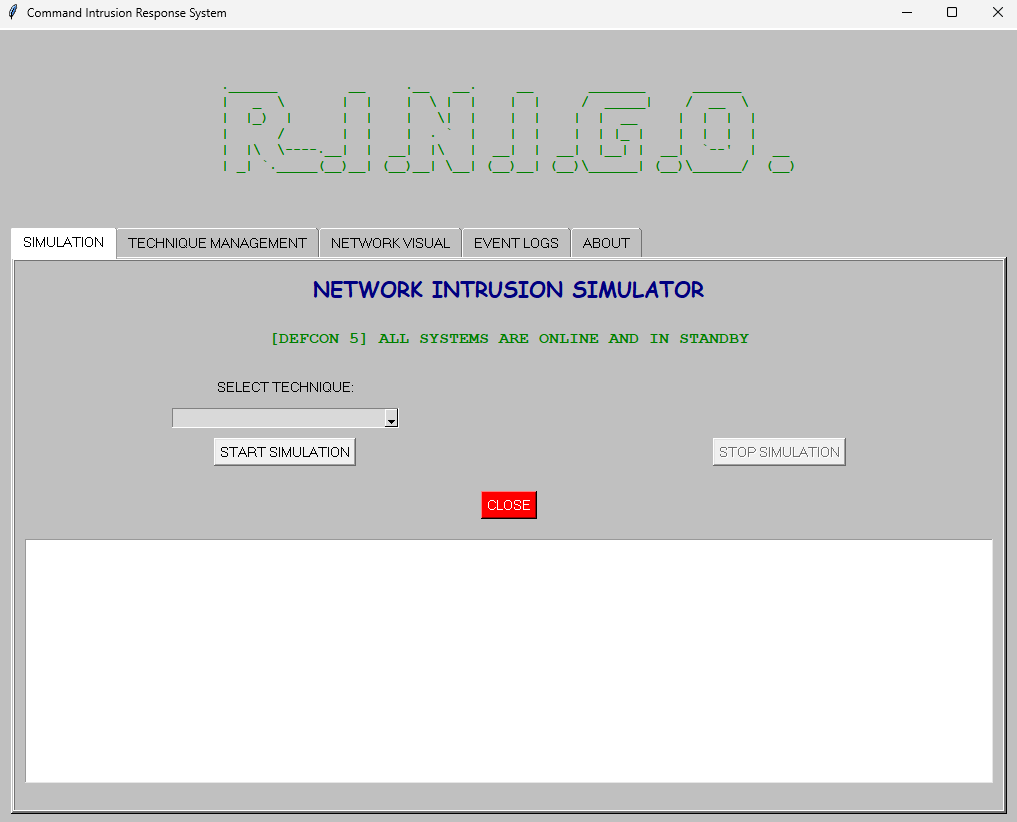 Command Intrusion Response System
R.I.N.I.G.O.
SIMULATION
TECHNIQUE MANAGEMENT
NETWORK VISUAL
EVENT LOGS
ABOUT
NETWORK INTRUSION SIMULATOR
[DEFCON 5] ALL SYSTEMS ARE ONLINE AND IN STANDBY
SELECT TECHNIQUE:
START SIMULATION
STOP SIMULATION
CLOSE